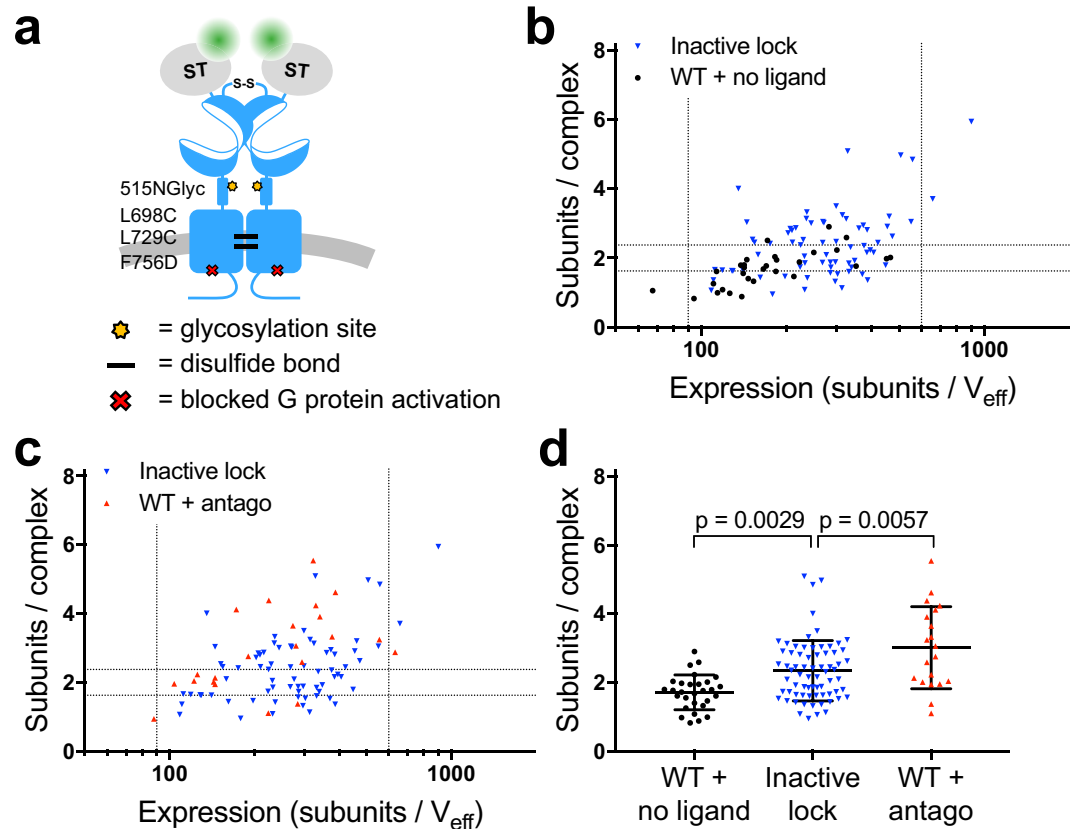 a
ST
ST
S-S
515NGlyc
L698C
L729C
F756D
= glycosylation site
= disulfide bond
= blocked G protein activation
b
Inactive lock
WT + no ligand
Subunits / complex
8
6
4
2
0
100
1000
Expression (subunits / Veff)
c
Inactive lock
WT + antago
Subunits / complex
8
6
4
2
0
100
1000
Expression (subunits / Veff)
d
p = 0.0029
p = 0.0057
Subunits / complex
8
6
4
2
0
WT +
no ligand
Inactive
lock
WT +
antago